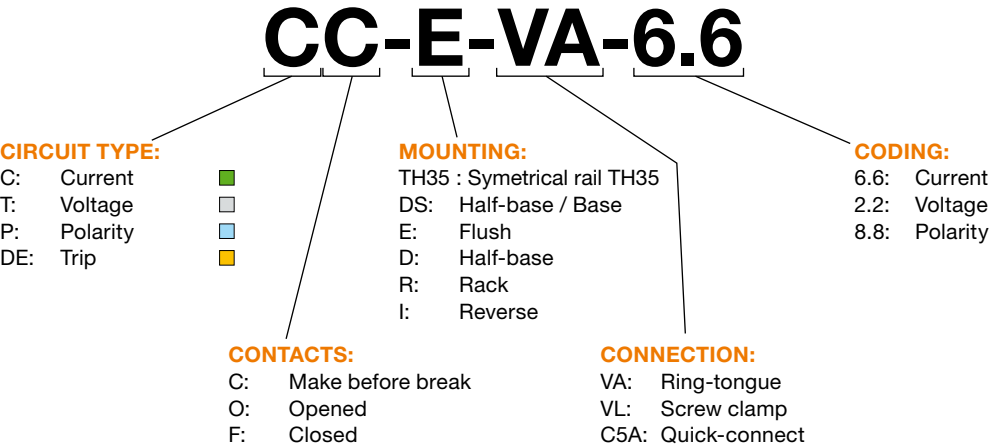 CC-E-VA-6.6
CIRCUIT TYPE:
C: Current
T: Voltage
P: Polarity
DE: Trip
MOUNTING:
TH35 : Symetrical rail TH35
DS: Half-base / Base
E: Flush
D: Half-base
R: Rack
I: Reverse
CODING:
6.6: Current
2.2: Voltage
8.8: Polarity
CONTACTS:
C: Make before break
O: Opened
F: Closed
CONNECTION:
VA: Ring-tongue
VL: Screw clamp
C5A: Quick-connect